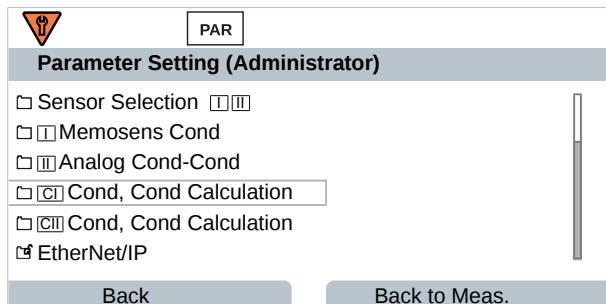 PAR
Parameter Setting (Administrator)
Sensor Selection I II
I Memosens Cond
II Analog Cond-Cond
CI Cond, Cond Calculation
CII Cond, Cond Calculation
EtherNet/IP
Back Back to Meas.